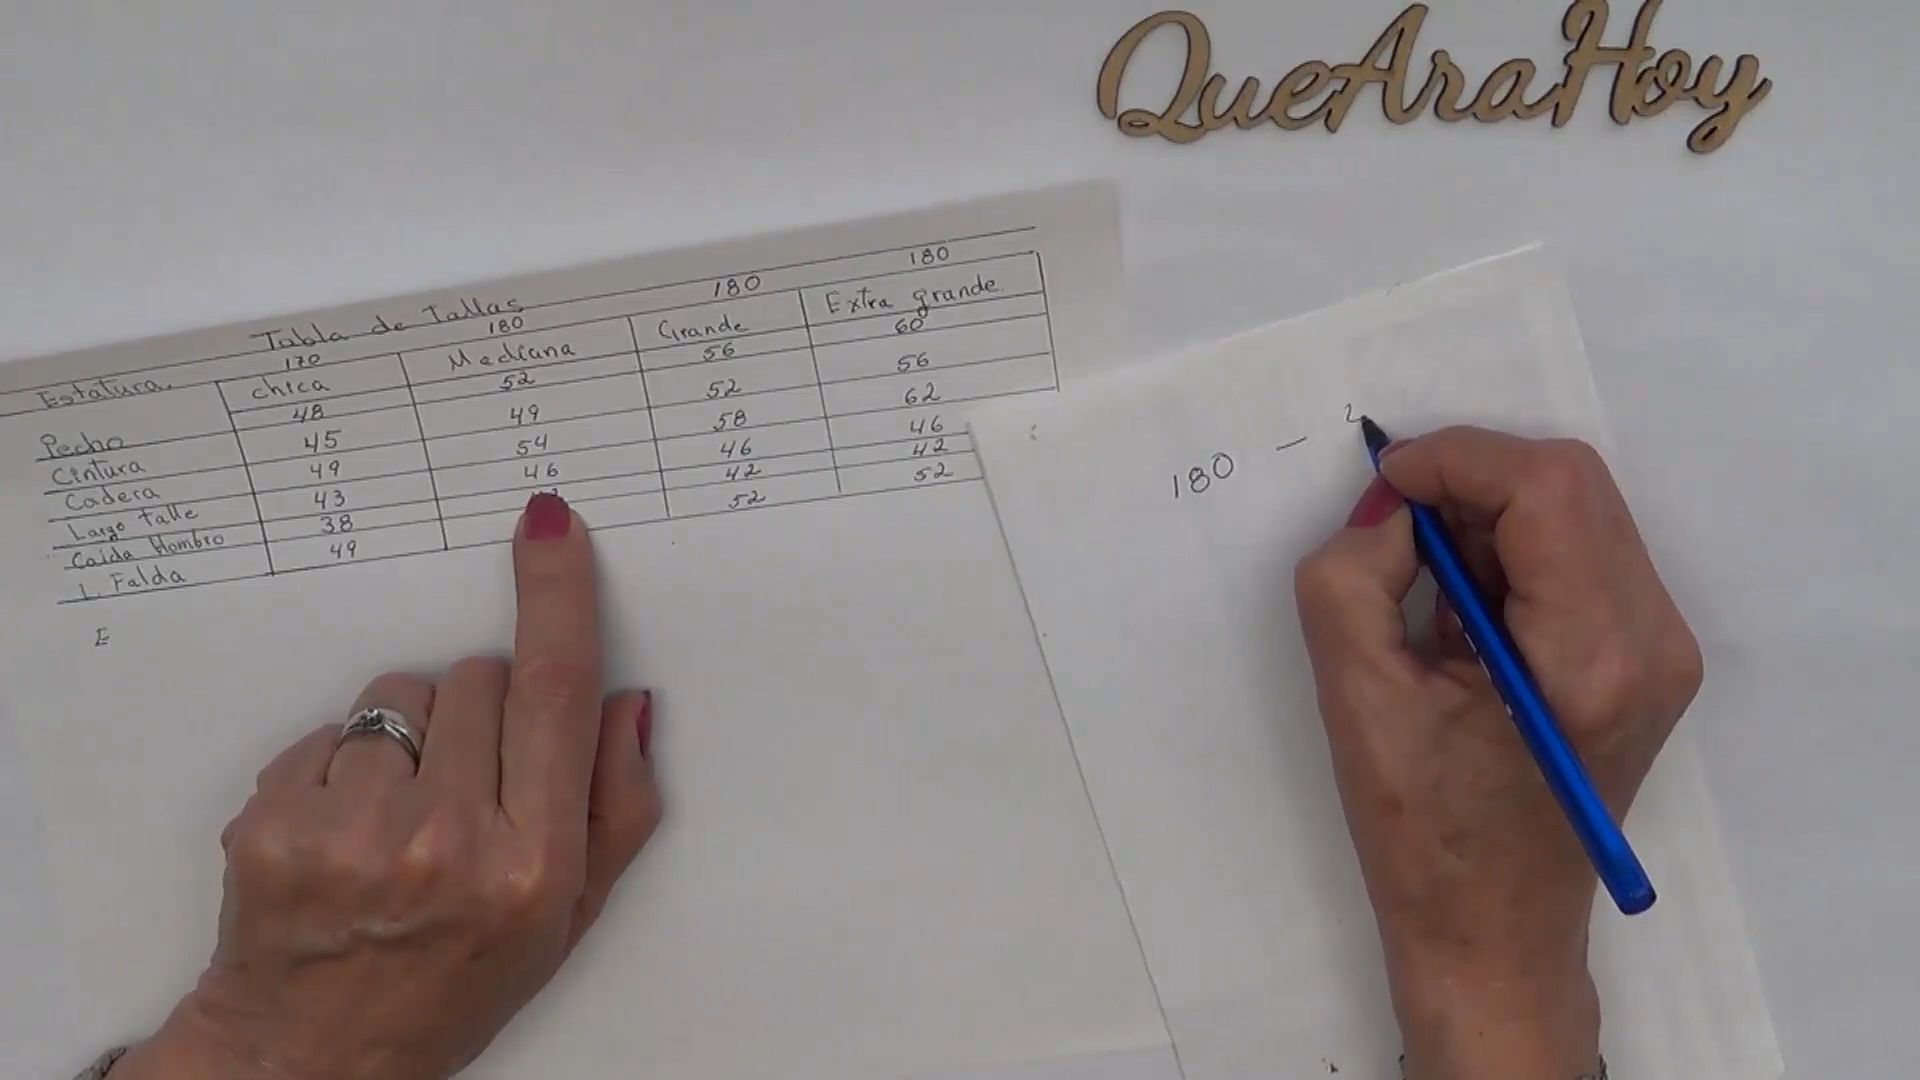 QueAraHoy
Tabla de Tallas
Estatura. 170 180 180 180
chica Mediana Grande Extra grande.
Pecho 48 52 56 60
Cintura 45 49 52 56
Cadera 49 54 58 62
Largo talle 43 46 46 46
Caida Hombro 38 42 42
L. Falda 49 52 52
E
180 —